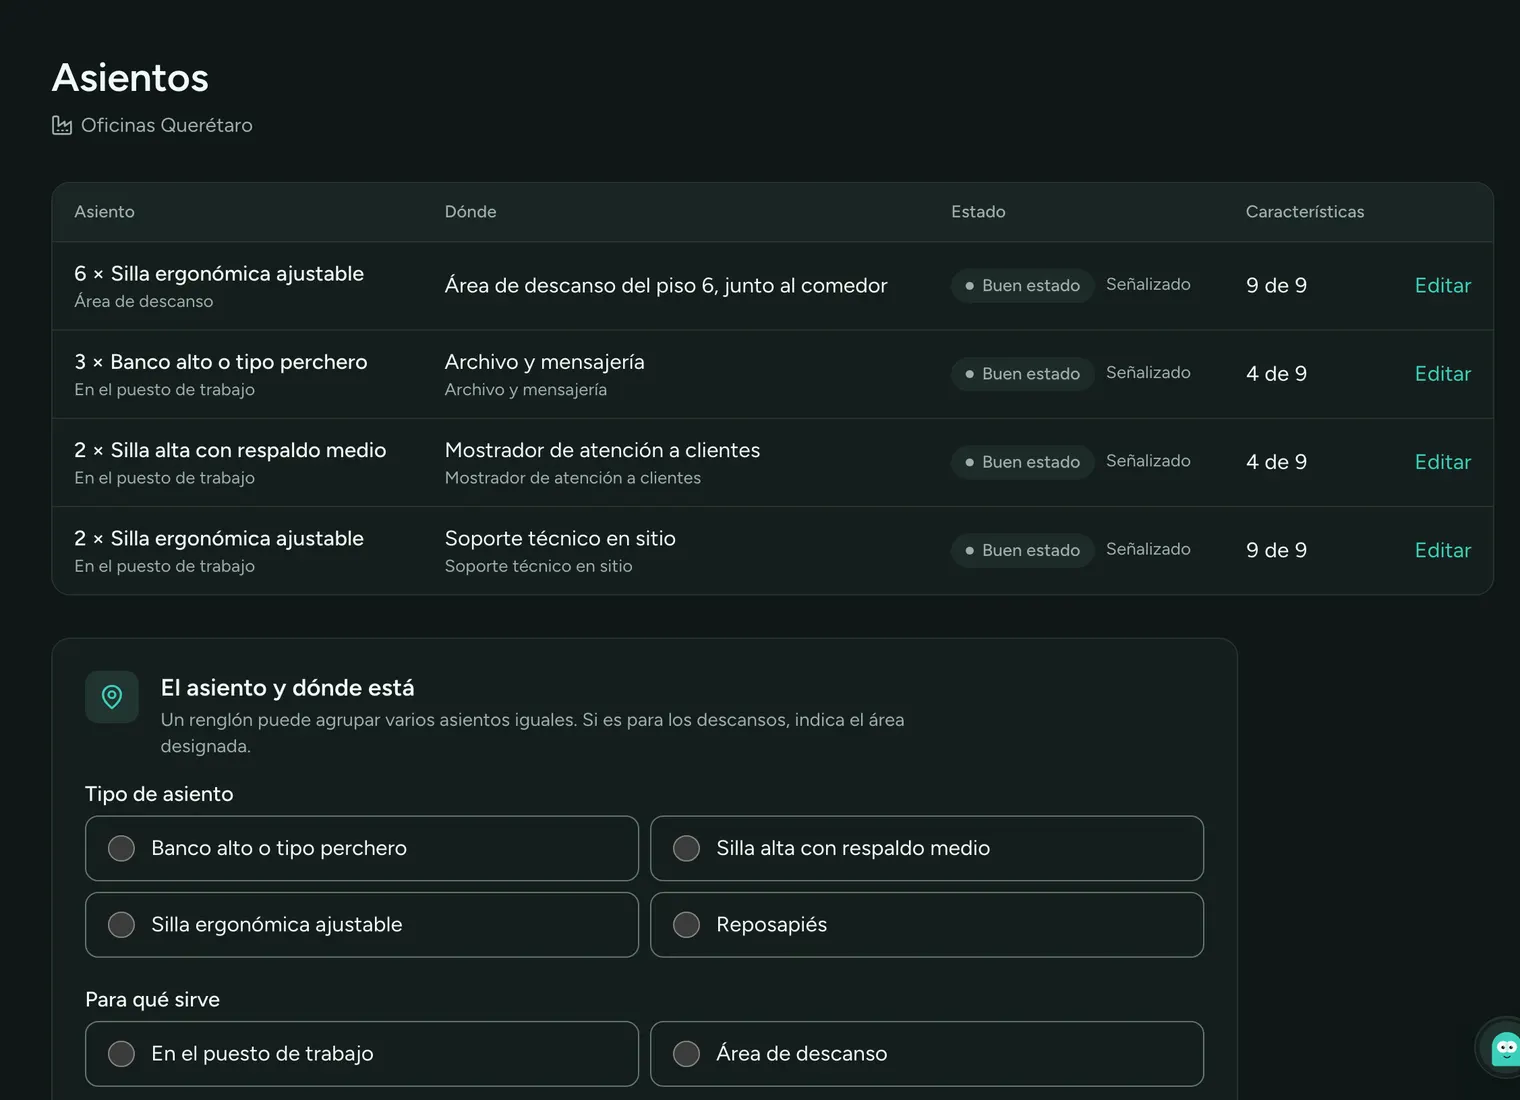 Asientos
Oficinas Querétaro
Asiento Dónde Estado Características
6 × Silla ergonómica ajustable
Área de descanso
Área de descanso del piso 6, junto al comedor
Buen estado Señalizado 9 de 9 Editar
3 × Banco alto o tipo perchero
En el puesto de trabajo
Archivo y mensajería
Archivo y mensajería
Buen estado Señalizado 4 de 9 Editar
2 × Silla alta con respaldo medio
En el puesto de trabajo
Mostrador de atención a clientes
Mostrador de atención a clientes
Buen estado Señalizado 4 de 9 Editar
2 × Silla ergonómica ajustable
En el puesto de trabajo
Soporte técnico en sitio
Soporte técnico en sitio
Buen estado Señalizado 9 de 9 Editar
El asiento y dónde está
Un renglón puede agrupar varios asientos iguales. Si es para los descansos, indica el área
designada.
Tipo de asiento
Banco alto o tipo perchero
Silla alta con respaldo medio
Silla ergonómica ajustable
Reposapiés
Para qué sirve
En el puesto de trabajo
Área de descanso